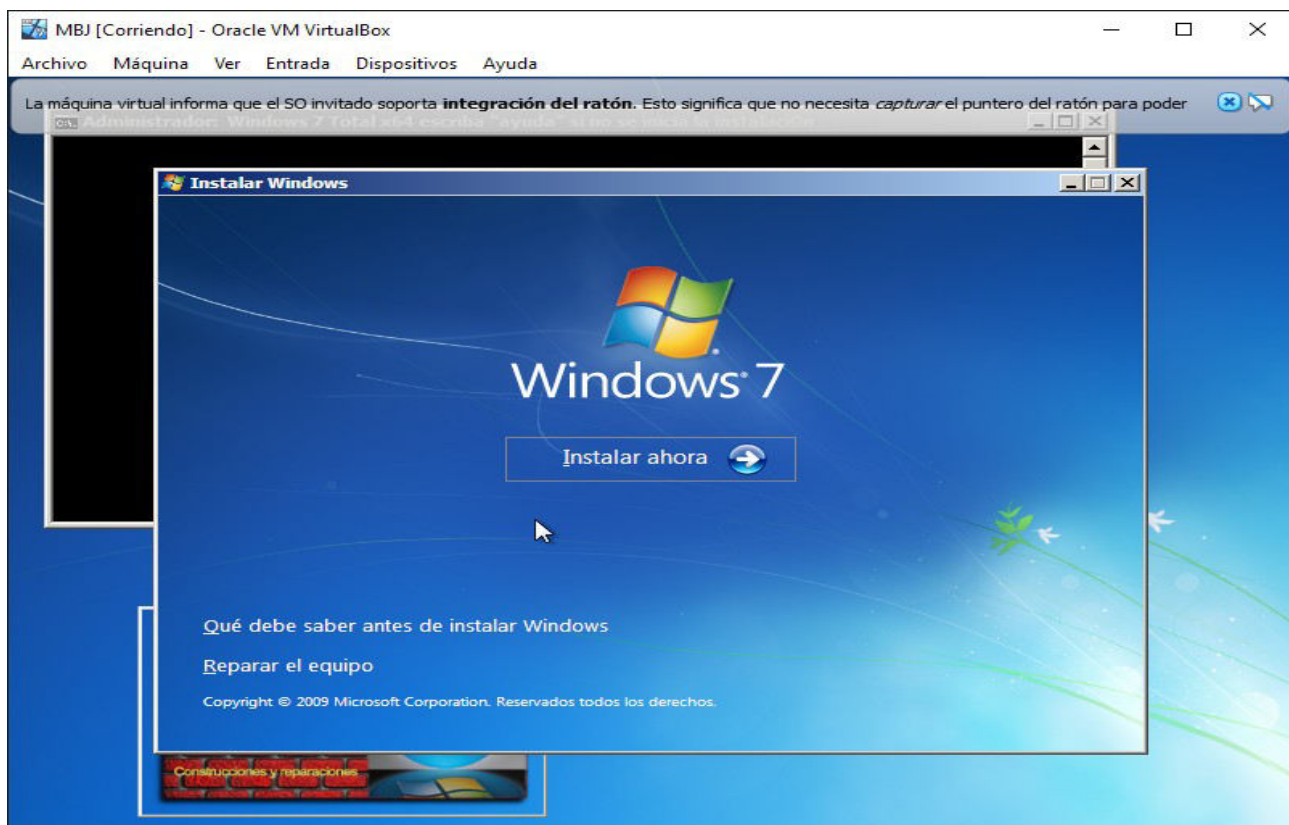 MBJ [Corriendo] - Oracle VM VirtualBox
Archivo Máquina Ver Entrada Dispositivos Ayuda
La máquina virtual informa que el SO invitado soporta integración del ratón. Esto significa que no necesita capturar el puntero del ratón para poder
Administrador: Windows 7 Total x64 escriba ayuda si no se inicia la
Instalar Windows
Windows 7
Instalar ahora
Qué debe saber antes de instalar Windows
Reparar el equipo
Copyright © 2009 Microsoft Corporation. Reservados todos los derechos.
Construcciones y reparaciones